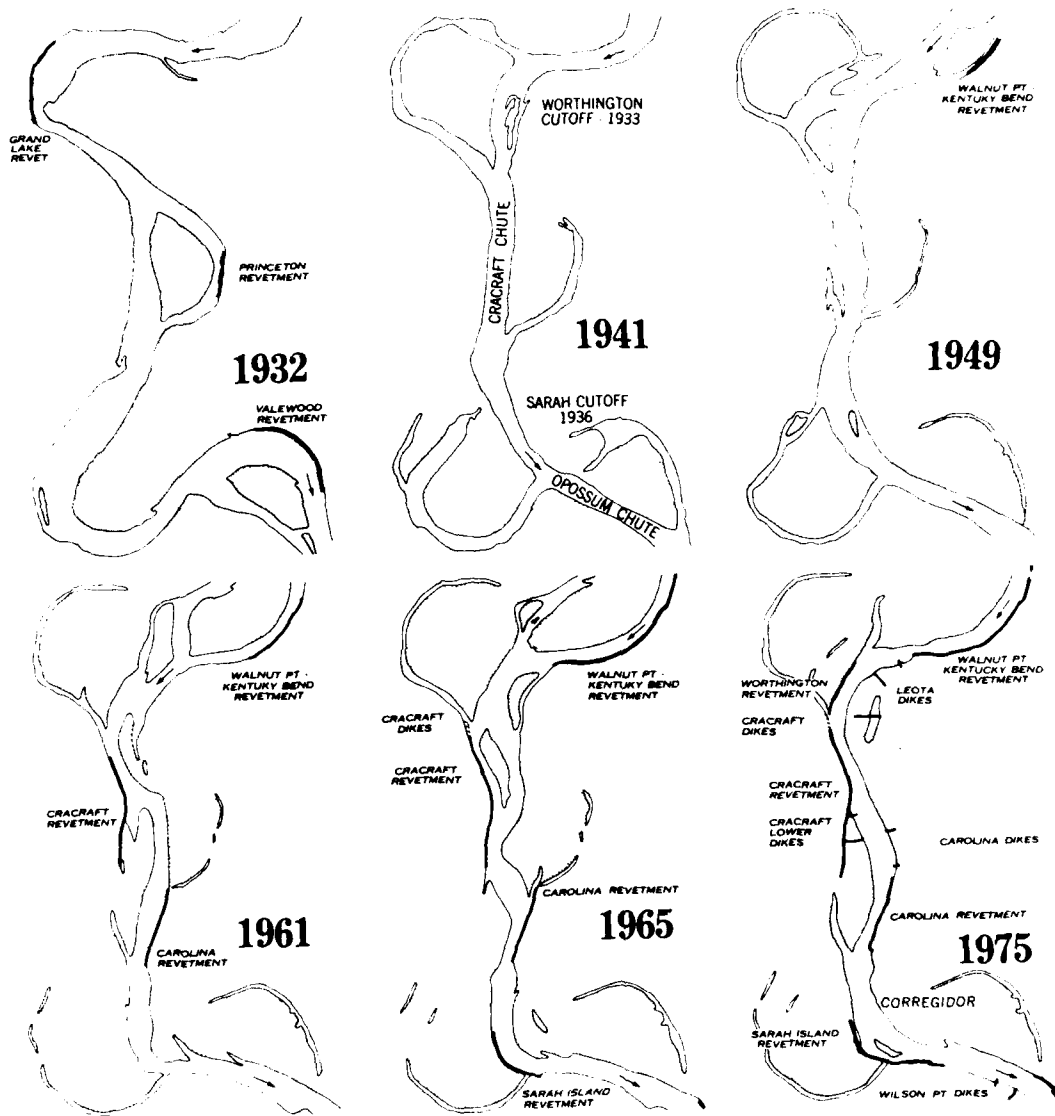 GRAND
LAKE
REVET
PRINCETON
REVETMENT
1932
VALEWOOD
REVETMENT
WORTHINGTON
CUTOFF · 1933
CRACRAFT CHUTE
1941
SARAH CUTOFF
1936
OPOSSUM CHUTE
WALNUT PT ·
KENTUKY BEND
REVETMENT
1949
WALNUT PT ·
KENTUKY BEND
REVETMENT
CRACRAFT
REVETMENT
1961
CAROLINA
REVETMENT
WALNUT PT ·
KENTUKY BEND
REVETMENT
CRACRAFT
DIKES
CRACRAFT
REVETMENT
CAROLINA REVETMENT
1965
SARAH ISLAND
REVETMENT
WALNUT PT ·
KENTUCKY BEND
REVETMENT
WORTHINGTON
REVETMENT
LEOTA
DIKES
CRACRAFT
DIKES
CRACRAFT
REVETMENT
CRACRAFT
LOWER
DIKES
CAROLINA DIKES
CAROLINA REVETMENT
1975
CORREGIDOR
SARAH ISLAND
REVETMENT
WILSON PT DIKES